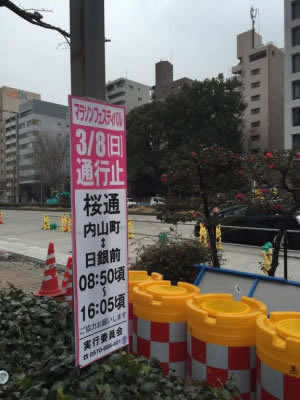 マラソンフェスティバル
3/8(日)
通行止
桜通
内山町
↕
日銀前
08:50頃
〜
16:05頃
ご協力お願いします
実行委員会